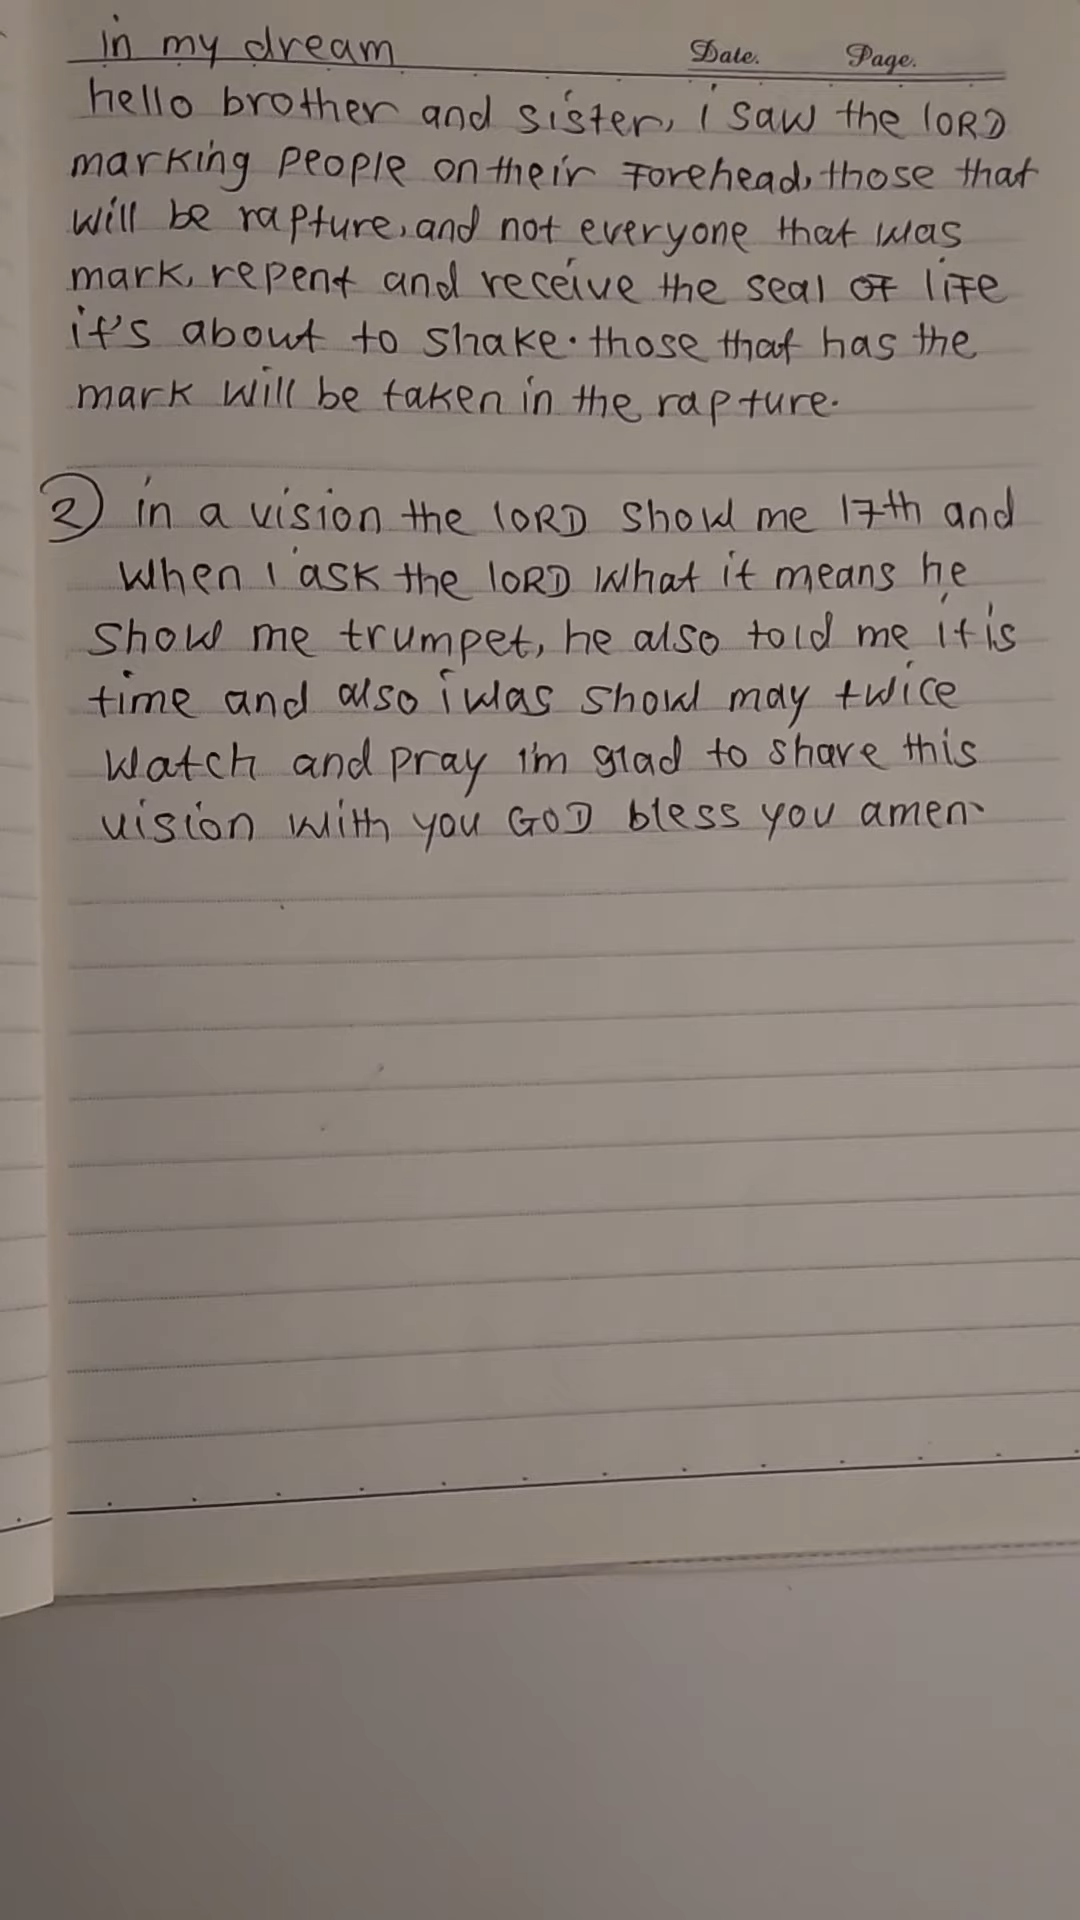 in my dream
Date. Page.
hello brother and sister, i saw the lORD
marking people on their Forehead, those that
will be rapture, and not everyone that was
mark, repent and receive the seal of life
it's about to shake. those that has the
mark will be taken in the rapture.
2 in a vision the lORD show me 17th and
when i ask the lORD what it means he
show me trumpet, he also told me it is
time and also i was show may twice
watch and pray i'm glad to share this
vision with you GOD bless you amen.